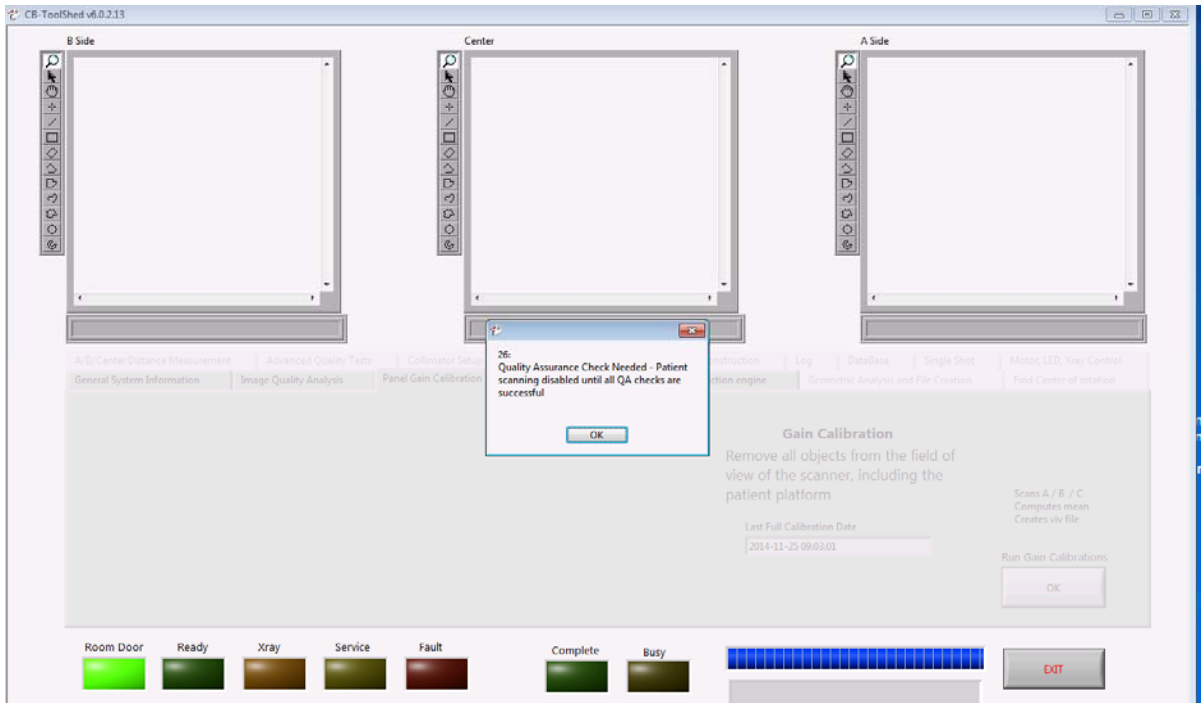 CB-ToolShed v6.0.2.13
B Side
Center
A Side
26:
Quality Assurance Check Needed - Patient
scanning disabled until all QA checks are
successful
OK
A/B/Center Distance Measurement
Advanced Quality Tests
Collimator Setup
Log
DataBase
Single Shot
Motor, LED, Xray Control
General System Information
Image Quality Analysis
Panel Gain Calibration
engine
Geometric Analysis and File Creation
Find Center of rotation
Gain Calibration
Remove all objects from the field of
view of the scanner, including the
patient platform
Last Full Calibration Date
2014-11-25 09:03:01
Scans A / B / C
Computes mean
Creates viv file
Run Gain Calibrations
OK
Room Door
Ready
Xray
Service
Fault
Complete
Busy
EXIT